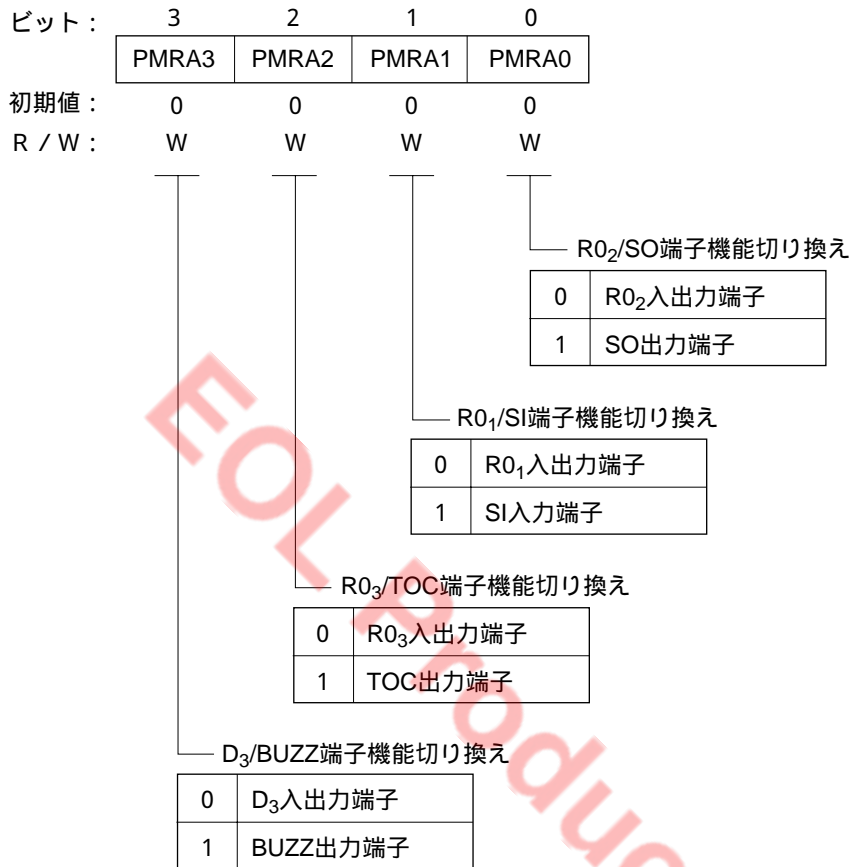 ビット： 3 2 1 0
PMRA3 PMRA2 PMRA1 PMRA0
初期値： 0 0 0 0
R／W： W W W W
R0₂/SO端子機能切り換え
0 R0₂入出力端子
1 SO出力端子
R0₁/SI端子機能切り換え
0 R0₁入出力端子
1 SI入力端子
R0₃/TOC端子機能切り換え
0 R0₃入出力端子
1 TOC出力端子
D₃/BUZZ端子機能切り換え
0 D₃入出力端子
1 BUZZ出力端子
EOL Produc